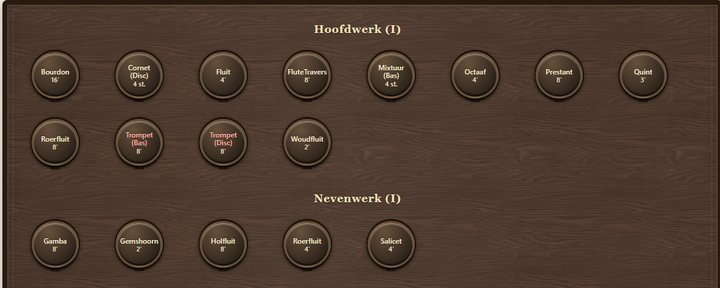 Hoofdwerk (I)
Bourdon
16'
Cornet
(Disc)
4 st.
Fluit
4'
FluteTravers
8'
Mixtuur
(Bas)
4 st.
Octaaf
4'
Prestant
8'
Quint
3'
Roerfluit
8'
Trompet
(Bas)
8'
Trompet
(Disc)
8'
Woudfluit
2'
Nevenwerk (I)
Gamba
8'
Gemshoorn
2'
Holfluit
8'
Roerfluit
4'
Salicet
4'